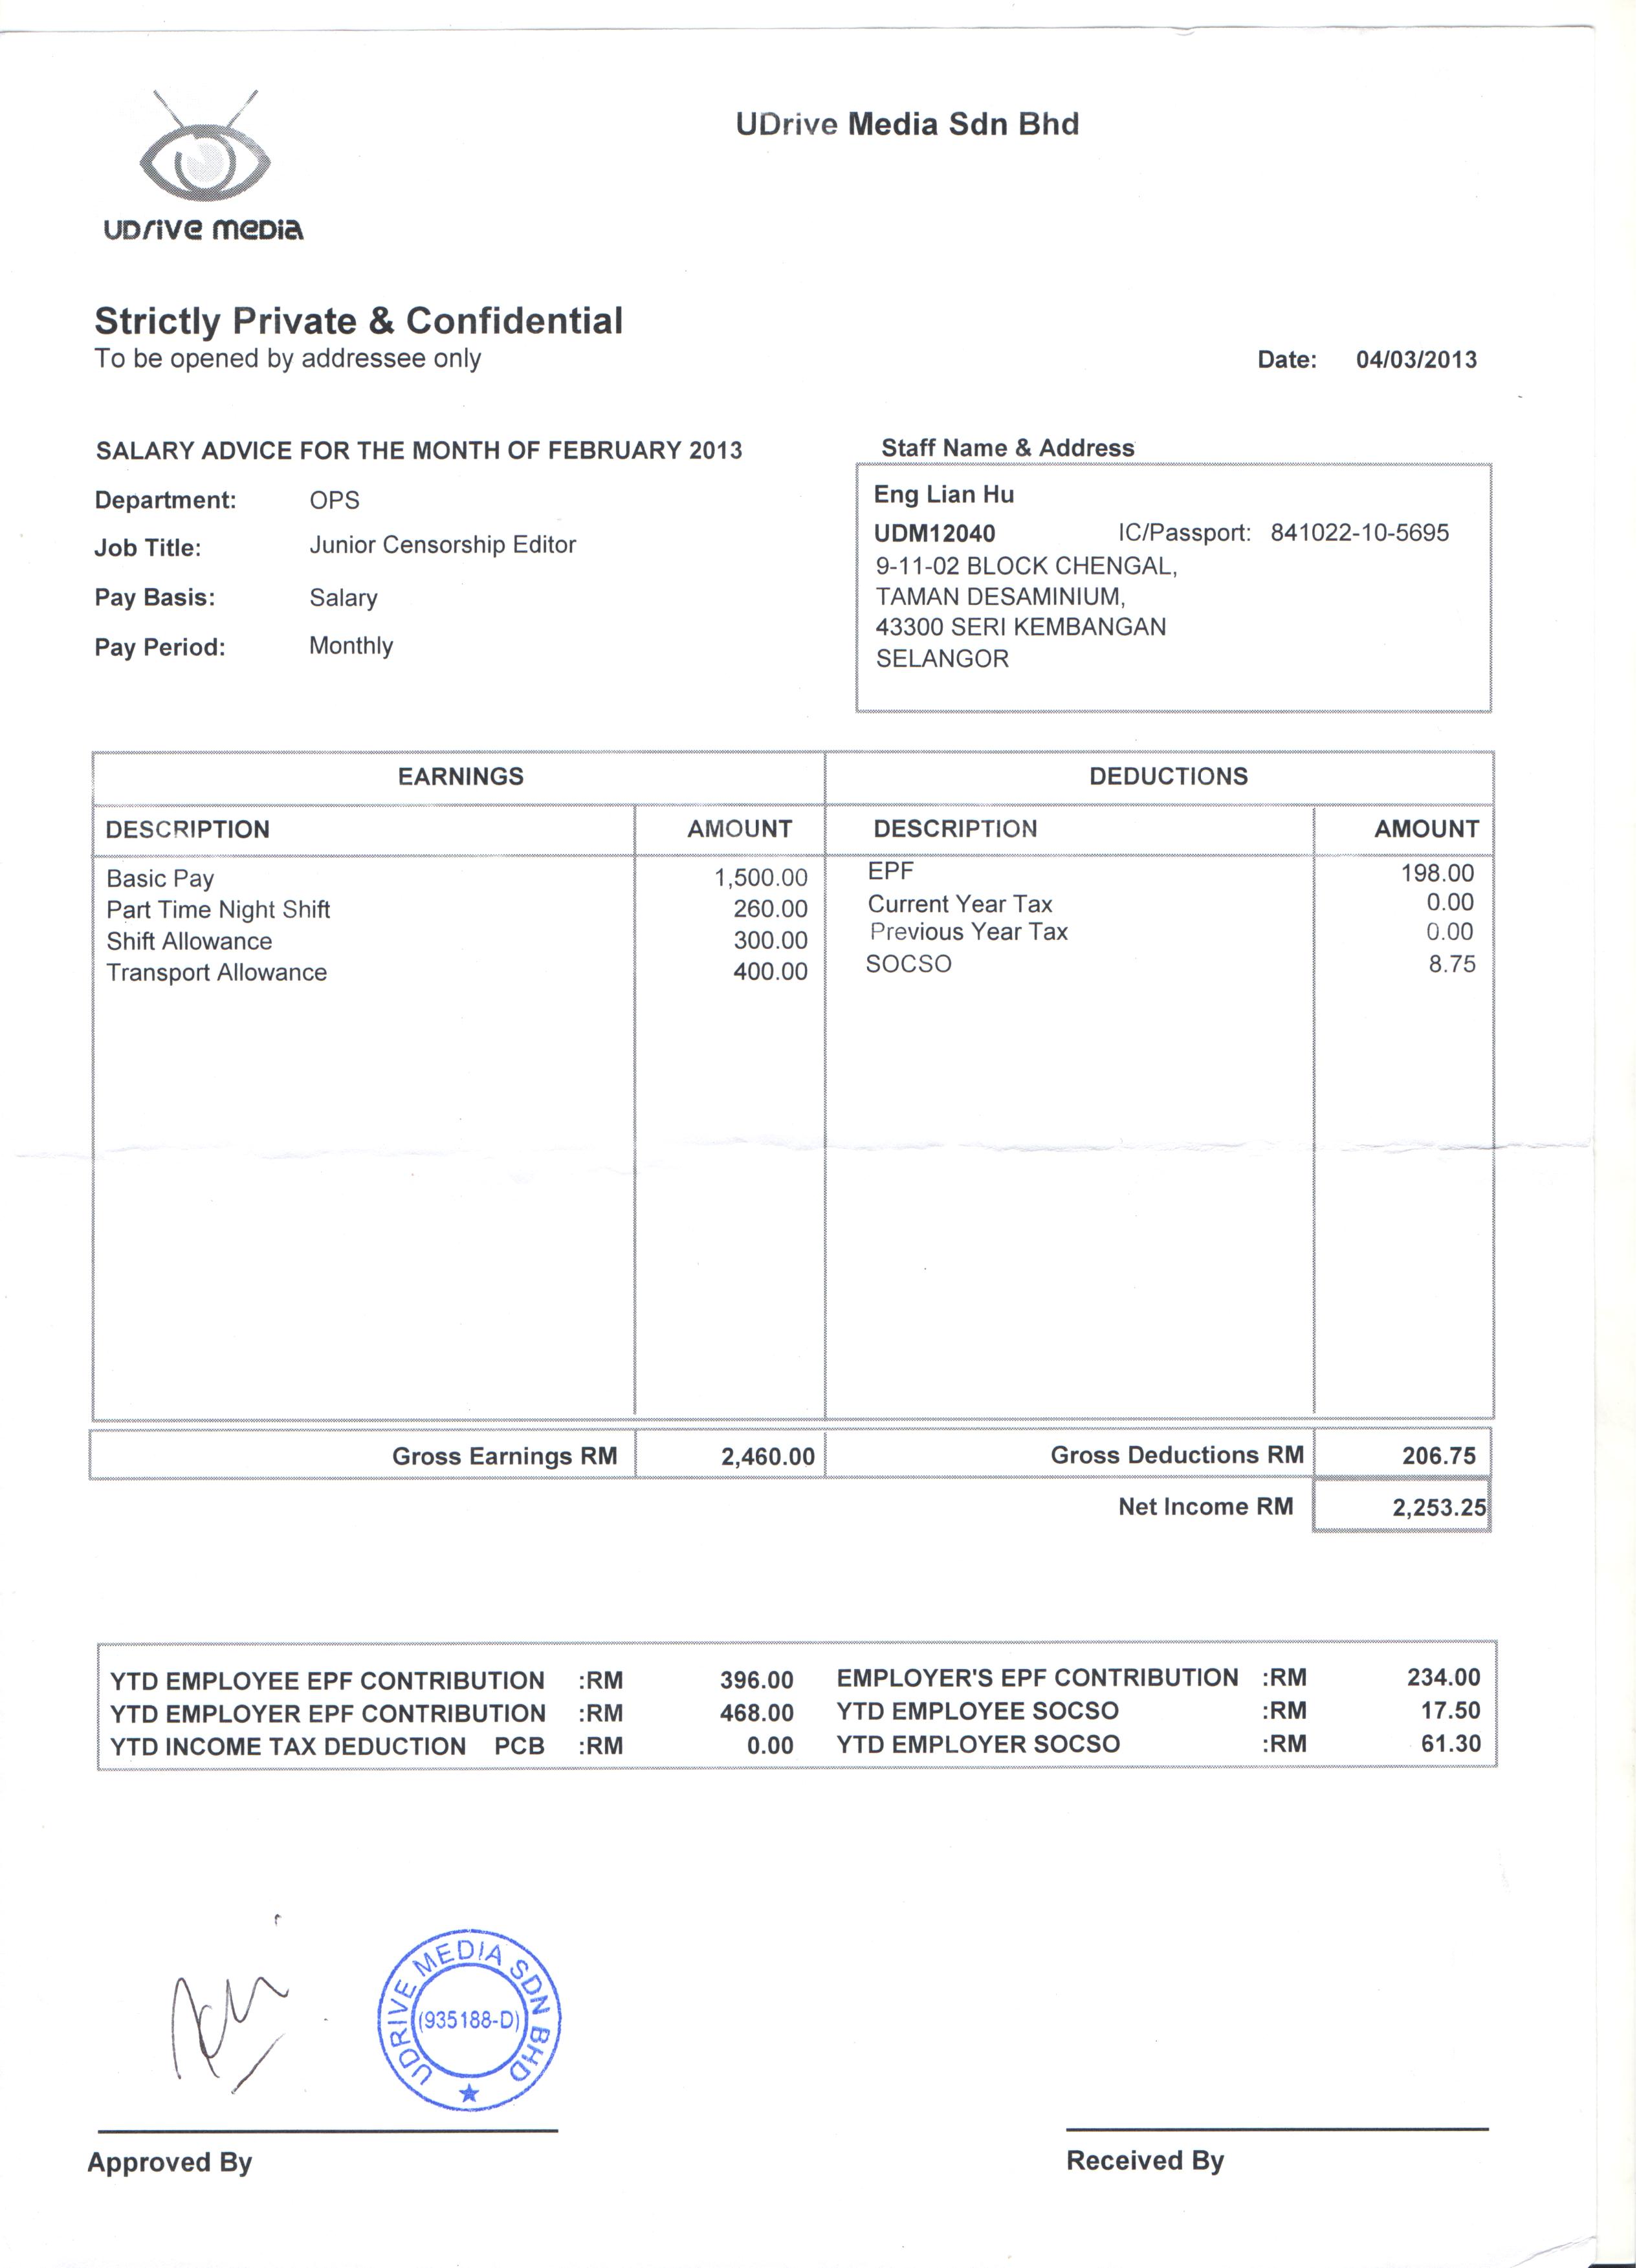 UDrive Media Sdn Bhd
UDrive Media
Strictly Private & Confidential
To be opened by addressee only
Date: 04/03/2013
SALARY ADVICE FOR THE MONTH OF FEBRUARY 2013
Department: OPS
Job Title: Junior Censorship Editor
Pay Basis: Salary
Pay Period: Monthly
Staff Name & Address
Eng Lian Hu
UDM12040 IC/Passport: 841022-10-5695
9-11-02 BLOCK CHENGAL,
TAMAN DESAMINIUM,
43300 SERI KEMBANGAN
SELANGOR
EARNINGS DEDUCTIONS
DESCRIPTION AMOUNT DESCRIPTION AMOUNT
Basic Pay 1,500.00 EPF 198.00
Part Time Night Shift 260.00 Current Year Tax 0.00
Shift Allowance 300.00 Previous Year Tax 0.00
Transport Allowance 400.00 SOCSO 8.75
Gross Earnings RM 2,460.00 Gross Deductions RM 206.75
Net Income RM 2,253.25
YTD EMPLOYEE EPF CONTRIBUTION :RM 396.00 EMPLOYER'S EPF CONTRIBUTION :RM 234.00
YTD EMPLOYER EPF CONTRIBUTION :RM 468.00 YTD EMPLOYEE SOCSO :RM 17.50
YTD INCOME TAX DEDUCTION PCB :RM 0.00 YTD EMPLOYER SOCSO :RM 61.30
UDRIVE MEDIA SDN BHD
(935188-D)
Approved By Received By